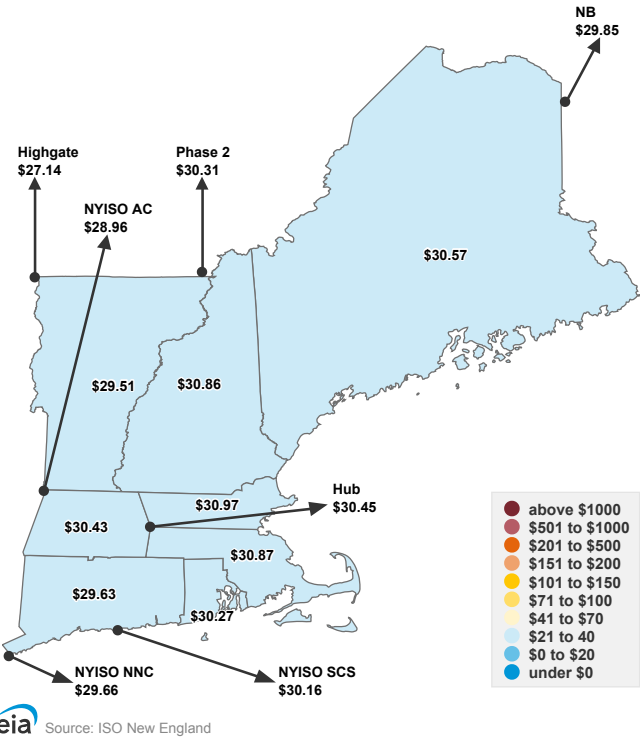 NB
$29.85
Highgate
$27.14
Phase 2
$30.31
NYISO AC
$28.96
$30.57
$29.51
$30.86
Hub
$30.45
$30.97
$30.43
$30.87
$29.63
$30.27
NYISO NNC
$29.66
NYISO SCS
$30.16
above $1000
$501 to $1000
$201 to $500
$151 to $200
$101 to $150
$71 to $100
$41 to $70
$21 to 40
$0 to $20
under $0
eia Source: ISO New England